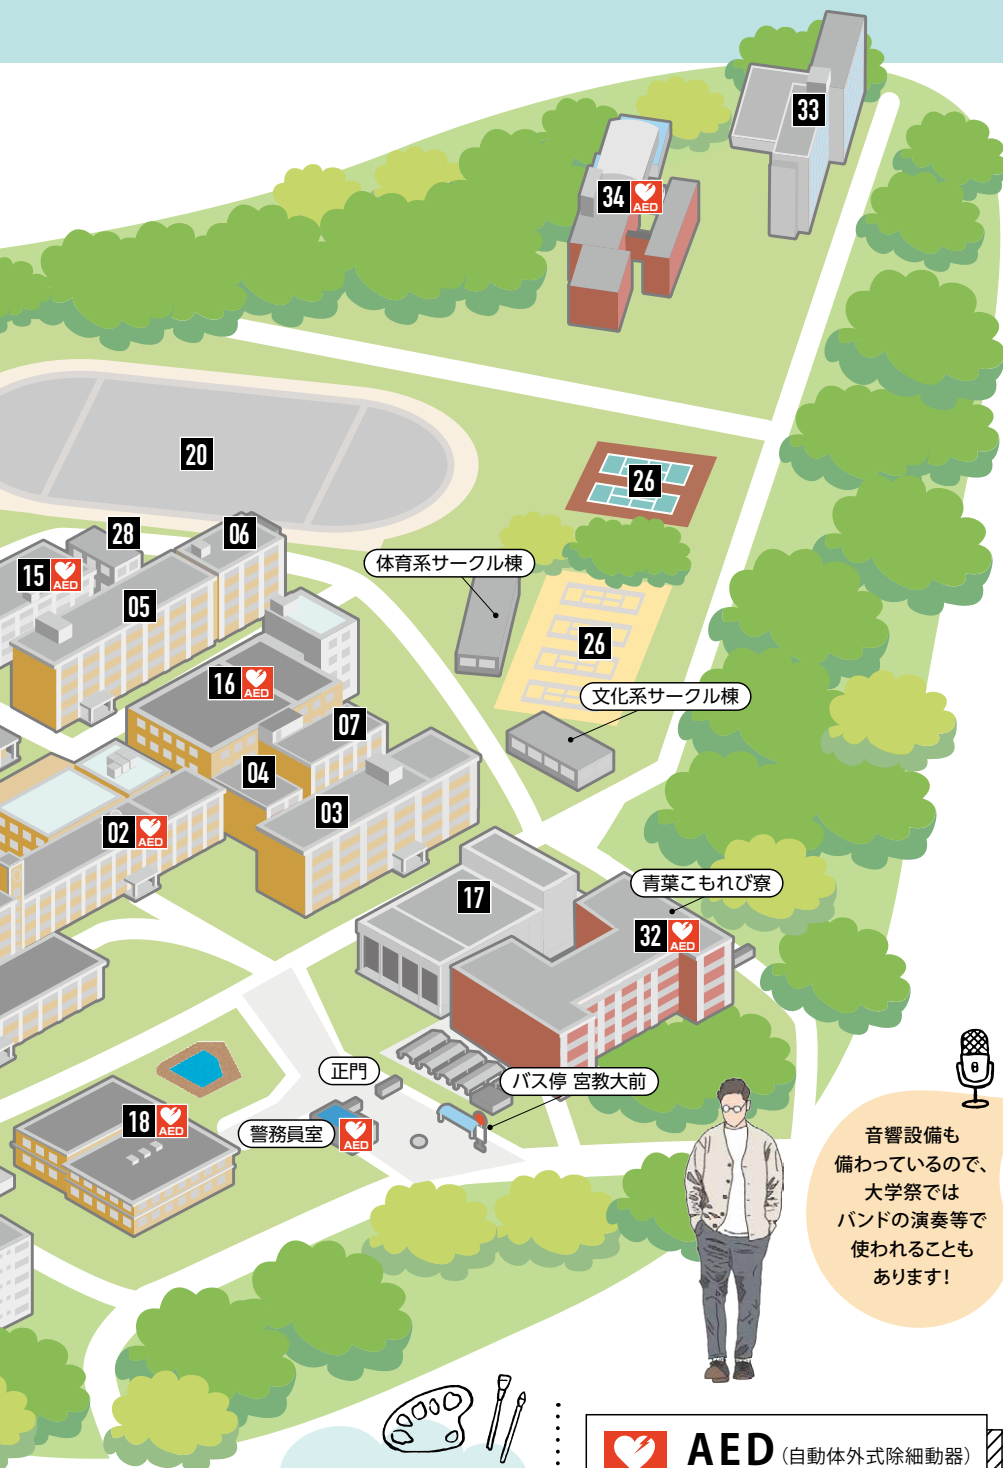 33
34 AED
20
26
28
06
15 AED
体育系サークル棟
05
26
16 AED
文化系サークル棟
07
04
03
02 AED
青葉こもれび寮
17
32 AED
正門
バス停 宮教大前
18 AED
警務員室 AED
音響設備も
備わっているので、
大学祭では
バンドの演奏等で
使われることも
あります!
AED(自動体外式除細動器)